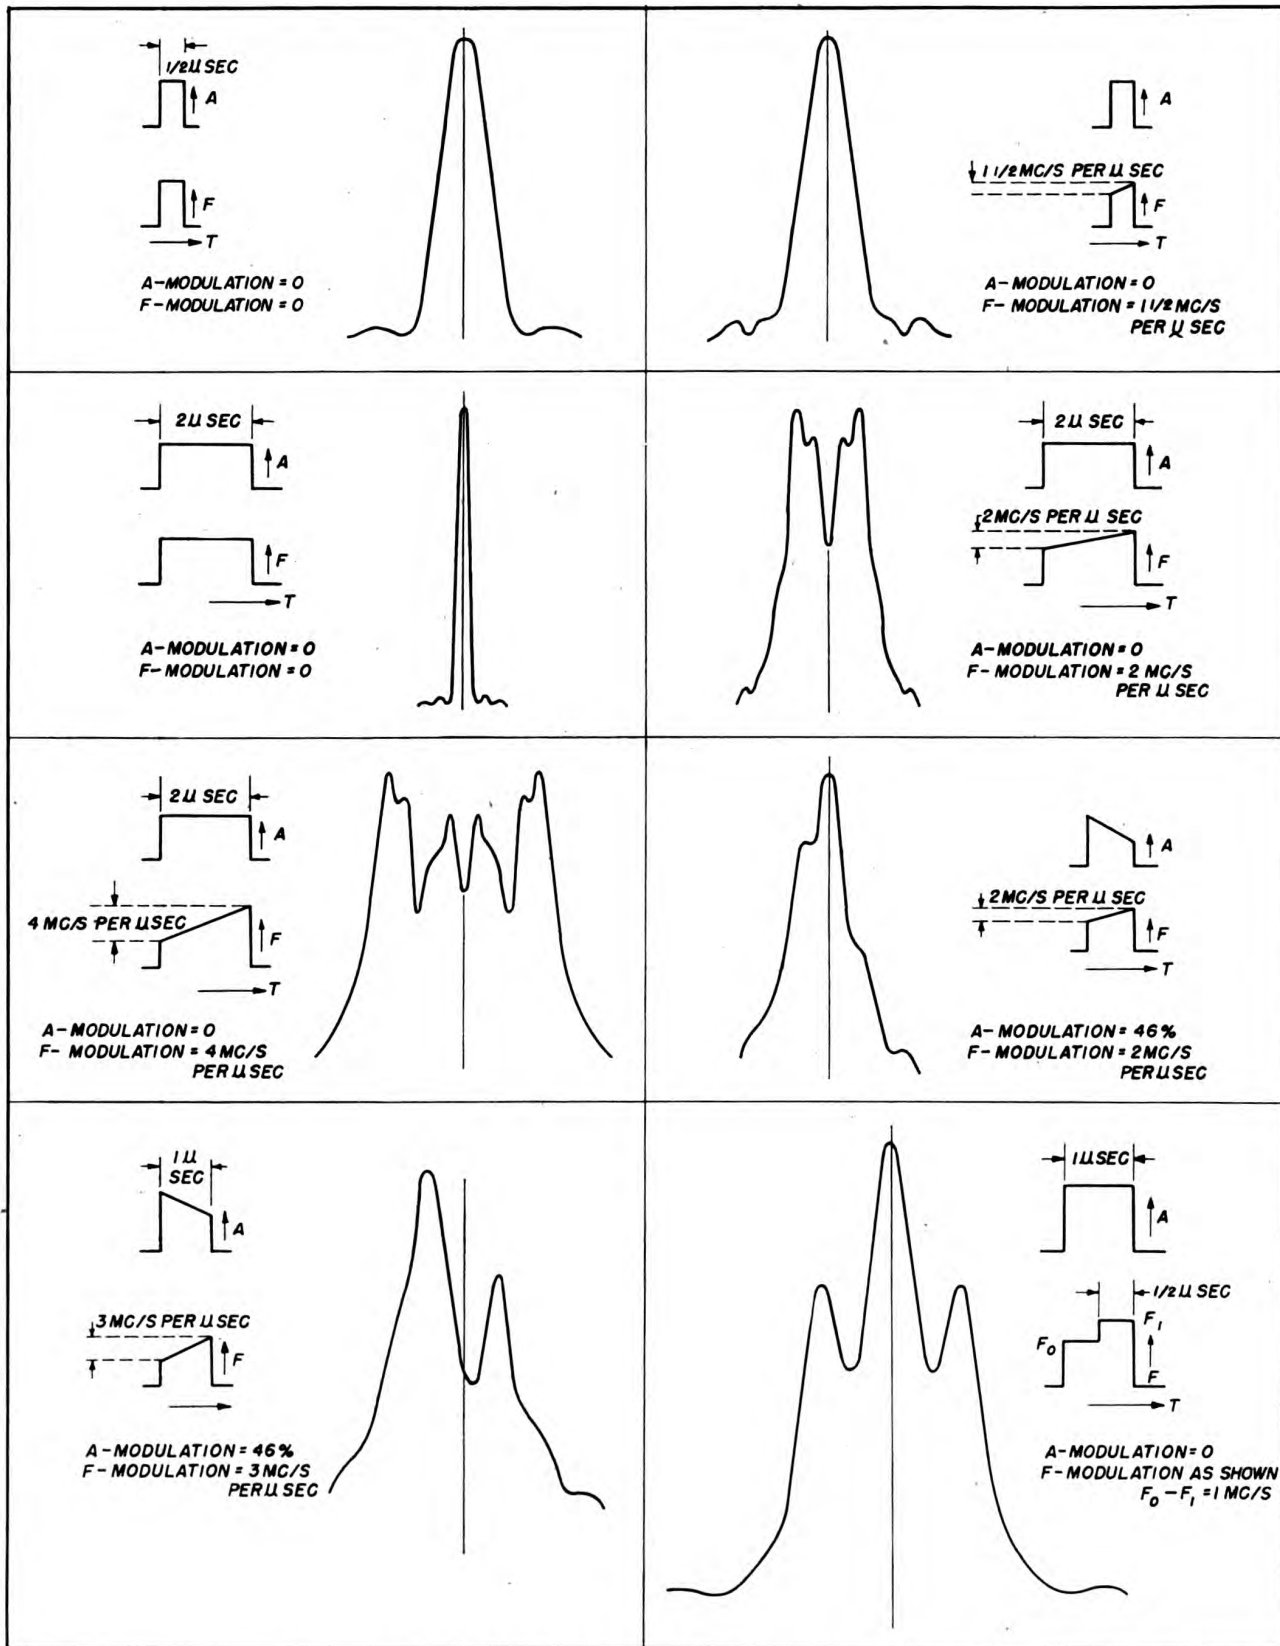 1/2 µ SEC
A
F
T
A-MODULATION = 0
F-MODULATION = 0
A
1 1/2 MC/S PER µ SEC
F
T
A-MODULATION = 0
F- MODULATION = 1 1/2 MC/S
PER µ SEC
2 µ SEC
A
F
T
A-MODULATION = 0
F- MODULATION = 0
2 µ SEC
A
2 MC/S PER µ SEC
F
T
A-MODULATION = 0
F- MODULATION = 2 MC/S
PER µ SEC
2 µ SEC
A
4 MC/S PER µ SEC
F
T
A-MODULATION = 0
F- MODULATION = 4 MC/S
PER µ SEC
A
2 MC/S PER µ SEC
F
T
A-MODULATION = 46%
F- MODULATION = 2 MC/S
PER µ SEC
1 µ
SEC
A
3 MC/S PER µ SEC
F
A-MODULATION = 46%
F-MODULATION = 3 MC/S
PER µ SEC
1 µ SEC
A
1/2 µ SEC
F₀
F₁
F
T
A-MODULATION = 0
F-MODULATION AS SHOWN
F₀ - F₁ = 1 MC/S